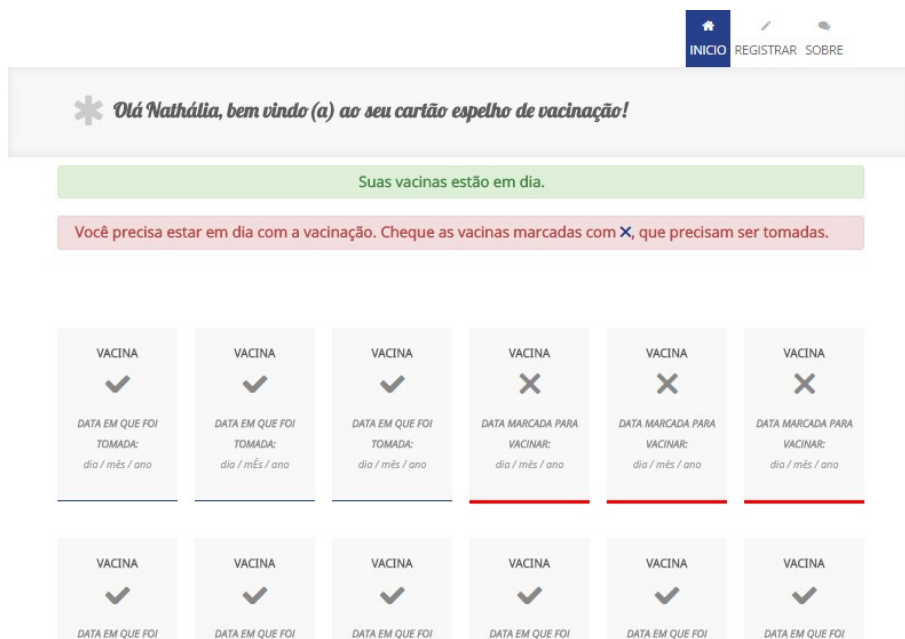 INICIO REGISTRAR SOBRE
Olá Nathália, bem vindo (a) ao seu cartão espelho de vacinação!
Suas vacinas estão em dia.
Você precisa estar em dia com a vacinação. Cheque as vacinas marcadas com ✕, que precisam ser tomadas.
VACINA VACINA VACINA VACINA VACINA VACINA
DATA EM QUE FOI DATA EM QUE FOI DATA EM QUE FOI DATA MARCADA PARA DATA MARCADA PARA DATA MARCADA PARA
TOMADA: TOMADA: TOMADA: VACINAR: VACINAR: VACINAR:
dia / mês / ano dia / mÊs / ano dia / mês / ano dia / mês / ano dia / mês / ano dia / mês / ano
VACINA VACINA VACINA VACINA VACINA VACINA
DATA EM QUE FOI DATA EM QUE FOI DATA EM QUE FOI DATA EM QUE FOI DATA EM QUE FOI DATA EM QUE FOI